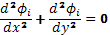 d²ϕᵢ/dx² + d²ϕᵢ/dy² = 0